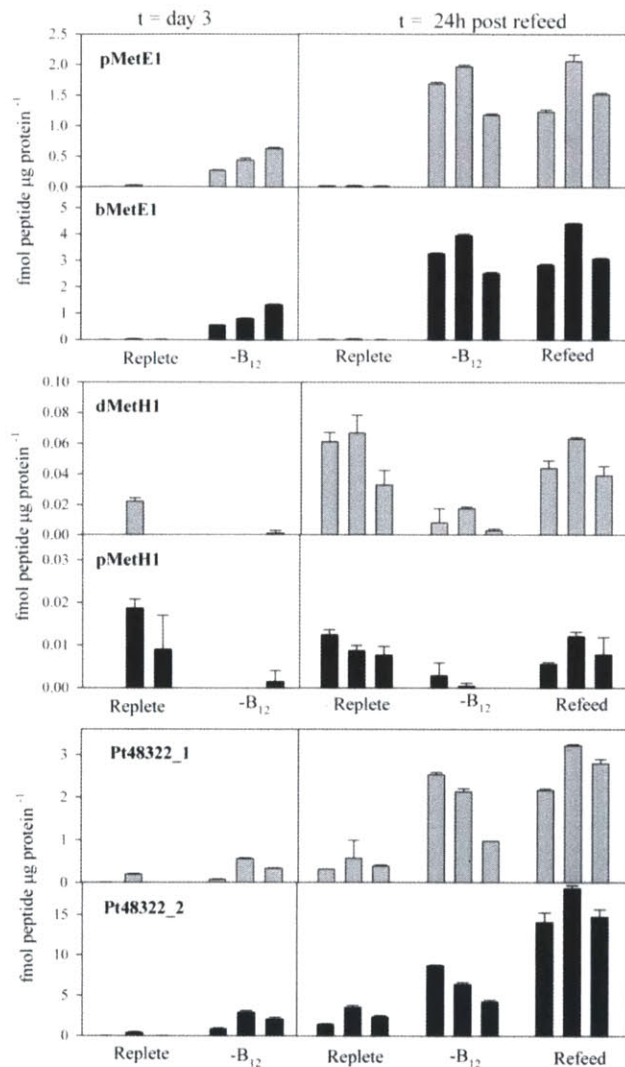 t = day 3 t = 24h post refeed
pMetE1
2.5
2.0
1.5
1.0
0.5
0.0
bMetE1
5
4
3
2
1
0
fmol peptide µg protein -1
Replete -B12 Replete -B12 Refeed
dMetH1
0.10
0.08
0.06
0.04
0.02
0.00
pMetH1
0.03
0.02
0.01
0.00
fmol peptide µg protein -1
Replete -B12 Replete -B12 Refeed
Pt48322_1
3
2
1
0
Pt48322_2
15
10
5
0
fmol peptide µg protein -1
Replete -B12 Replete -B12 Refeed